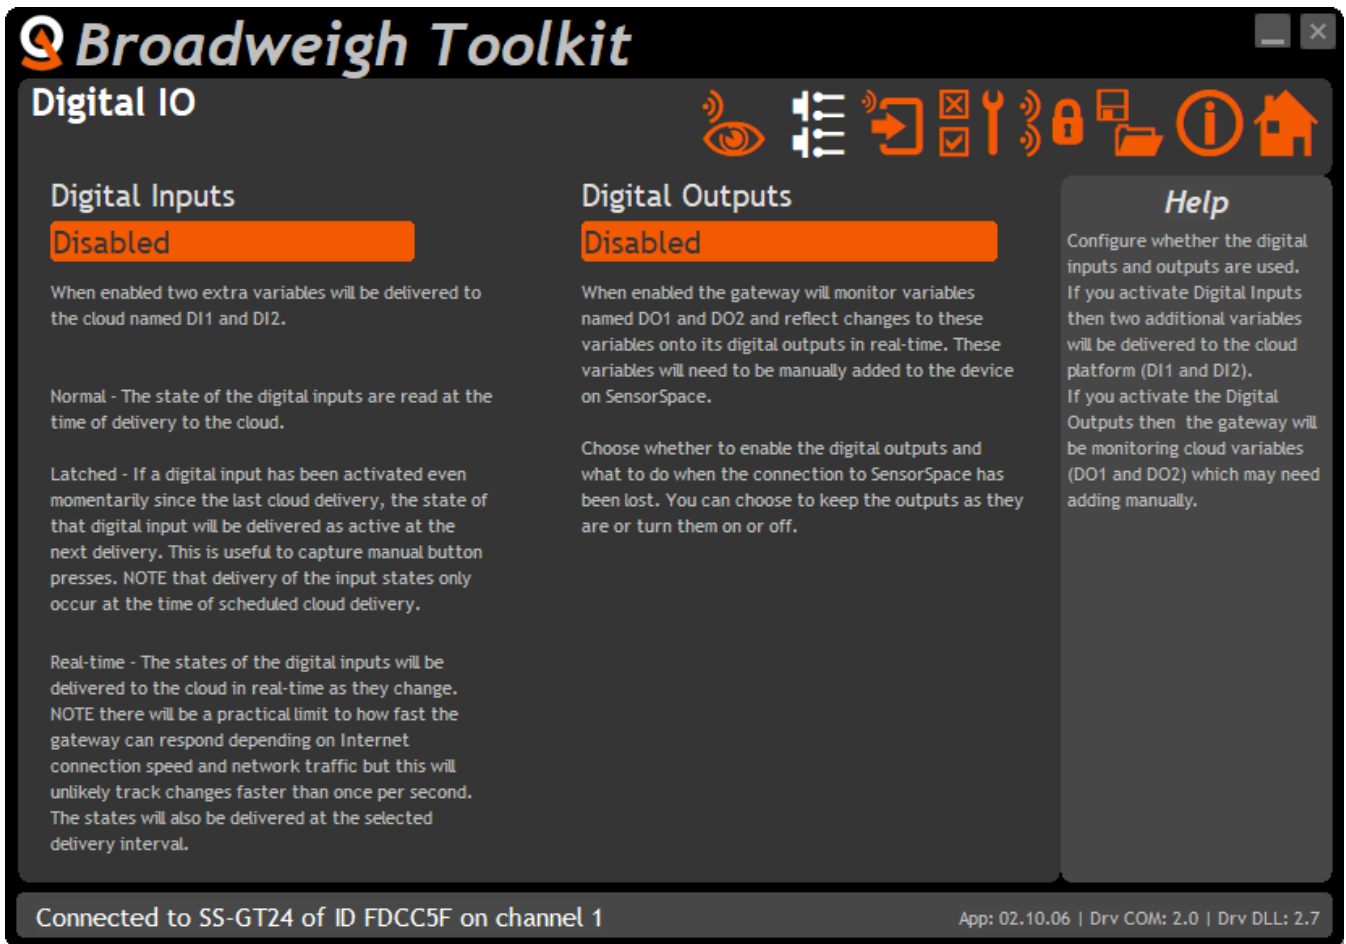 Broadweigh Toolkit
Digital IO
Digital Inputs
Disabled
When enabled two extra variables will be delivered to
the cloud named DI1 and DI2.
Normal - The state of the digital inputs are read at the
time of delivery to the cloud.
Latched - If a digital input has been activated even
momentarily since the last cloud delivery, the state of
that digital input will be delivered as active at the
next delivery. This is useful to capture manual button
presses. NOTE that delivery of the input states only
occur at the time of scheduled cloud delivery.
Real-time - The states of the digital inputs will be
delivered to the cloud in real-time as they change.
NOTE there will be a practical limit to how fast the
gateway can respond depending on Internet
connection speed and network traffic but this will
unlikely track changes faster than once per second.
The states will also be delivered at the selected
delivery interval.
Digital Outputs
Disabled
When enabled the gateway will monitor variables
named DO1 and DO2 and reflect changes to these
variables onto its digital outputs in real-time. These
variables will need to be manually added to the device
on SensorSpace.
Choose whether to enable the digital outputs and
what to do when the connection to SensorSpace has
been lost. You can choose to keep the outputs as they
are or turn them on or off.
Help
Configure whether the digital
inputs and outputs are used.
If you activate Digital Inputs
then two additional variables
will be delivered to the cloud
platform (DI1 and DI2).
If you activate the Digital
Outputs then  the gateway will
be monitoring cloud variables
(DO1 and DO2) which may need
adding manually.
Connected to SS-GT24 of ID FDCC5F on channel 1
App: 02.10.06 | Drv COM: 2.0 | Drv DLL: 2.7